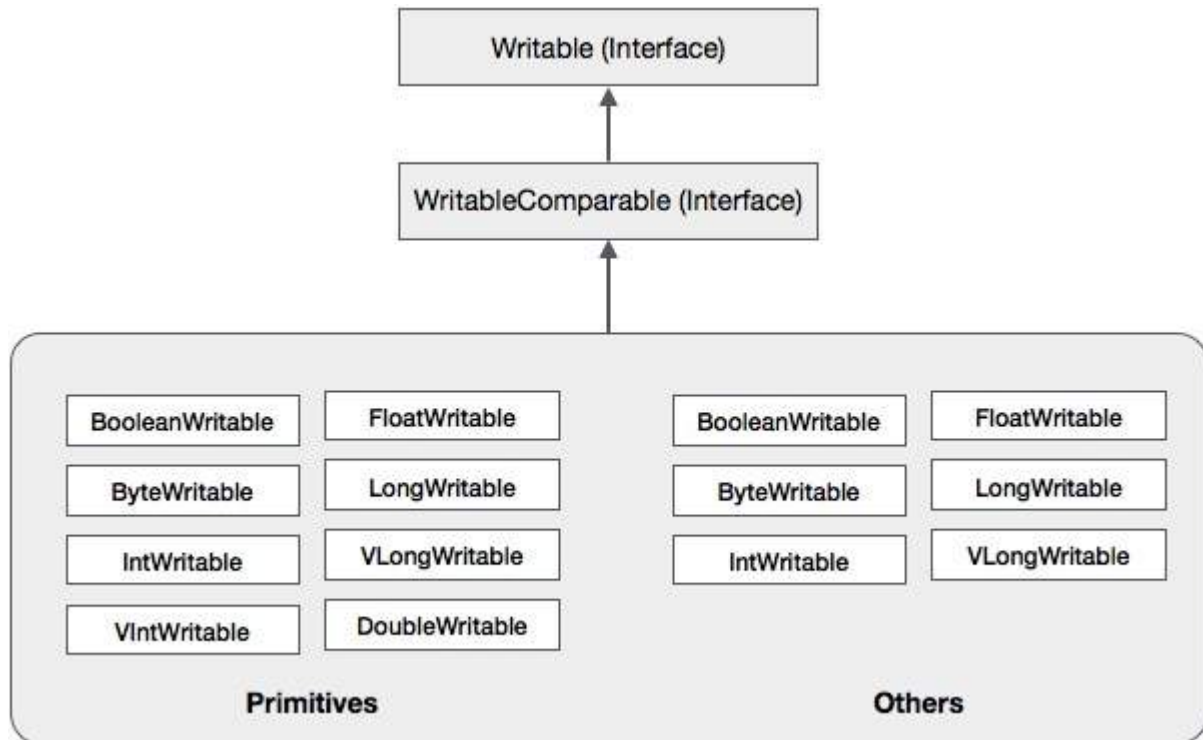 Writable (Interface)
WritableComparable (Interface)
BooleanWritable
FloatWritable
ByteWritable
LongWritable
IntWritable
VLongWritable
VIntWritable
DoubleWritable
Primitives
BooleanWritable
FloatWritable
ByteWritable
LongWritable
IntWritable
VLongWritable
Others